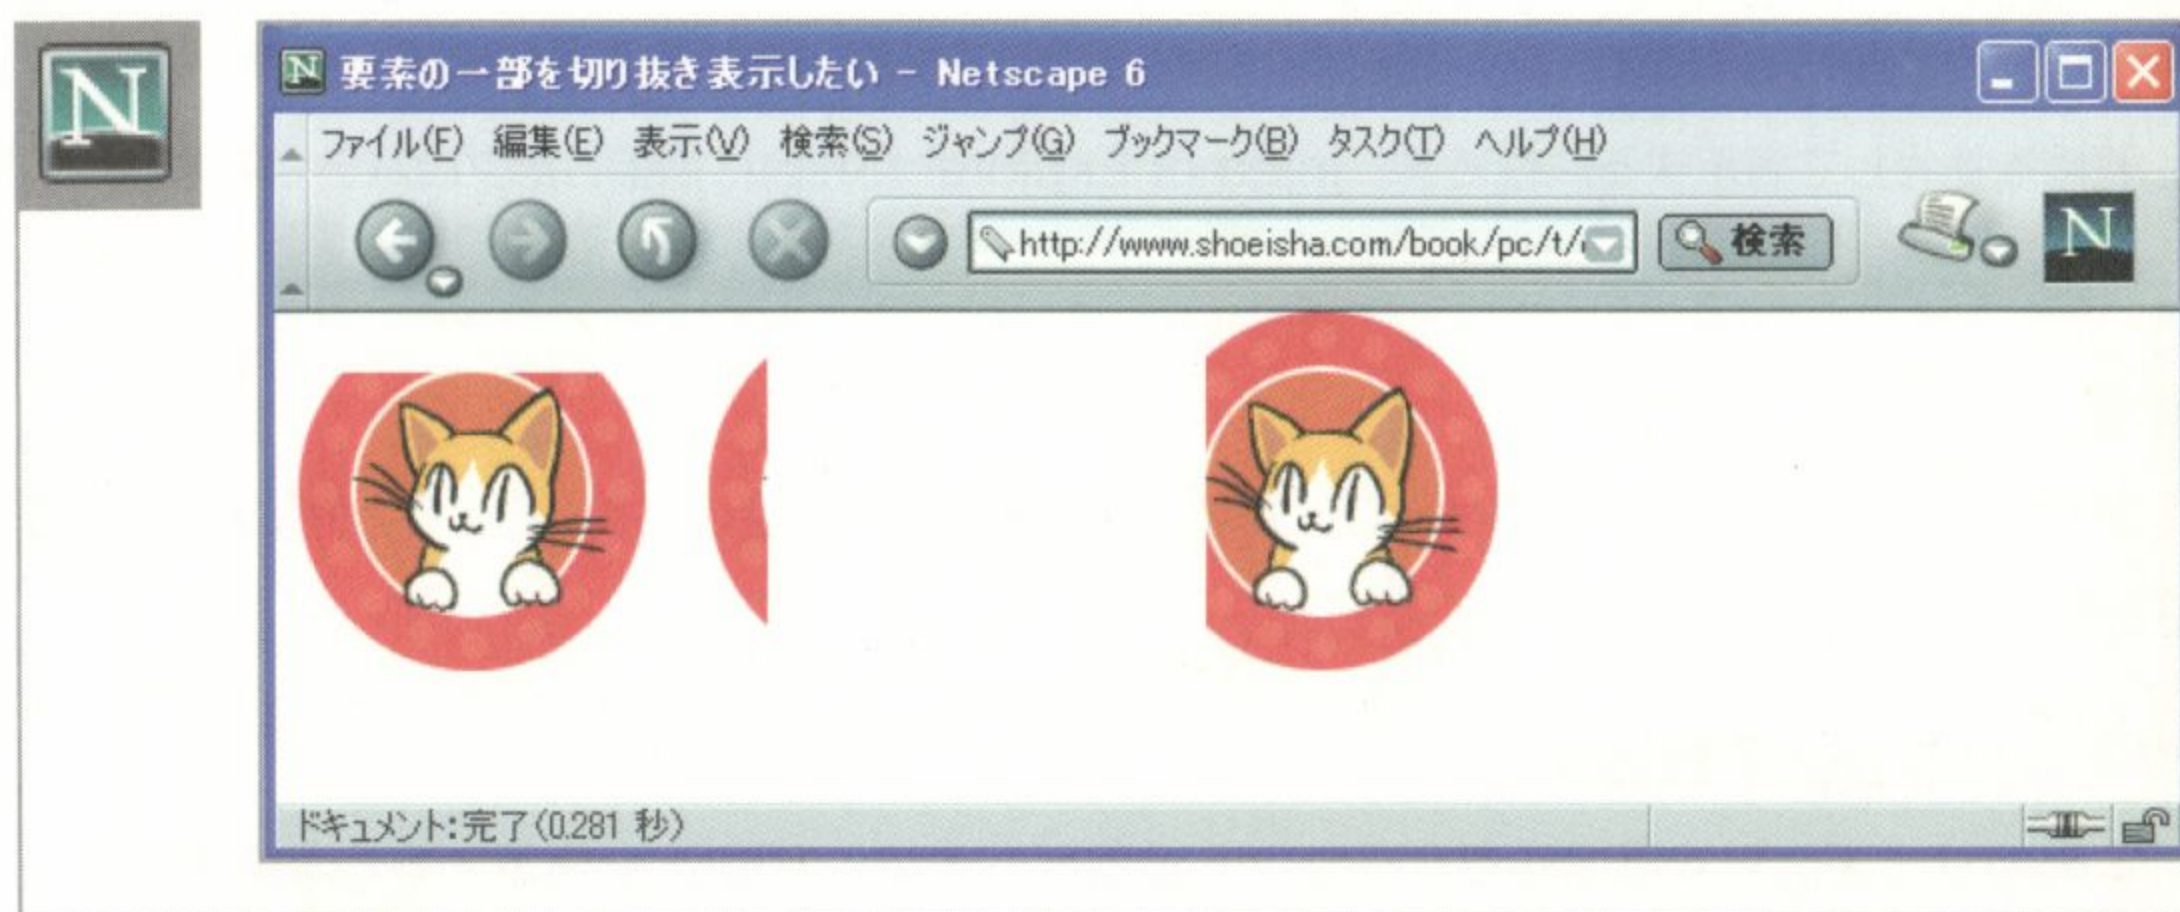 N
N 要素の一部を切り抜き表示したい - Netscape 6
ファイル(F) 編集(E) 表示(V) 検索(S) ジャンプ(G) ブックマーク(B) タスク(T) ヘルプ(H)
http://www.shoeisha.com/book/pc/t/ 検索 N
ドキュメント:完了(0.281 秒)